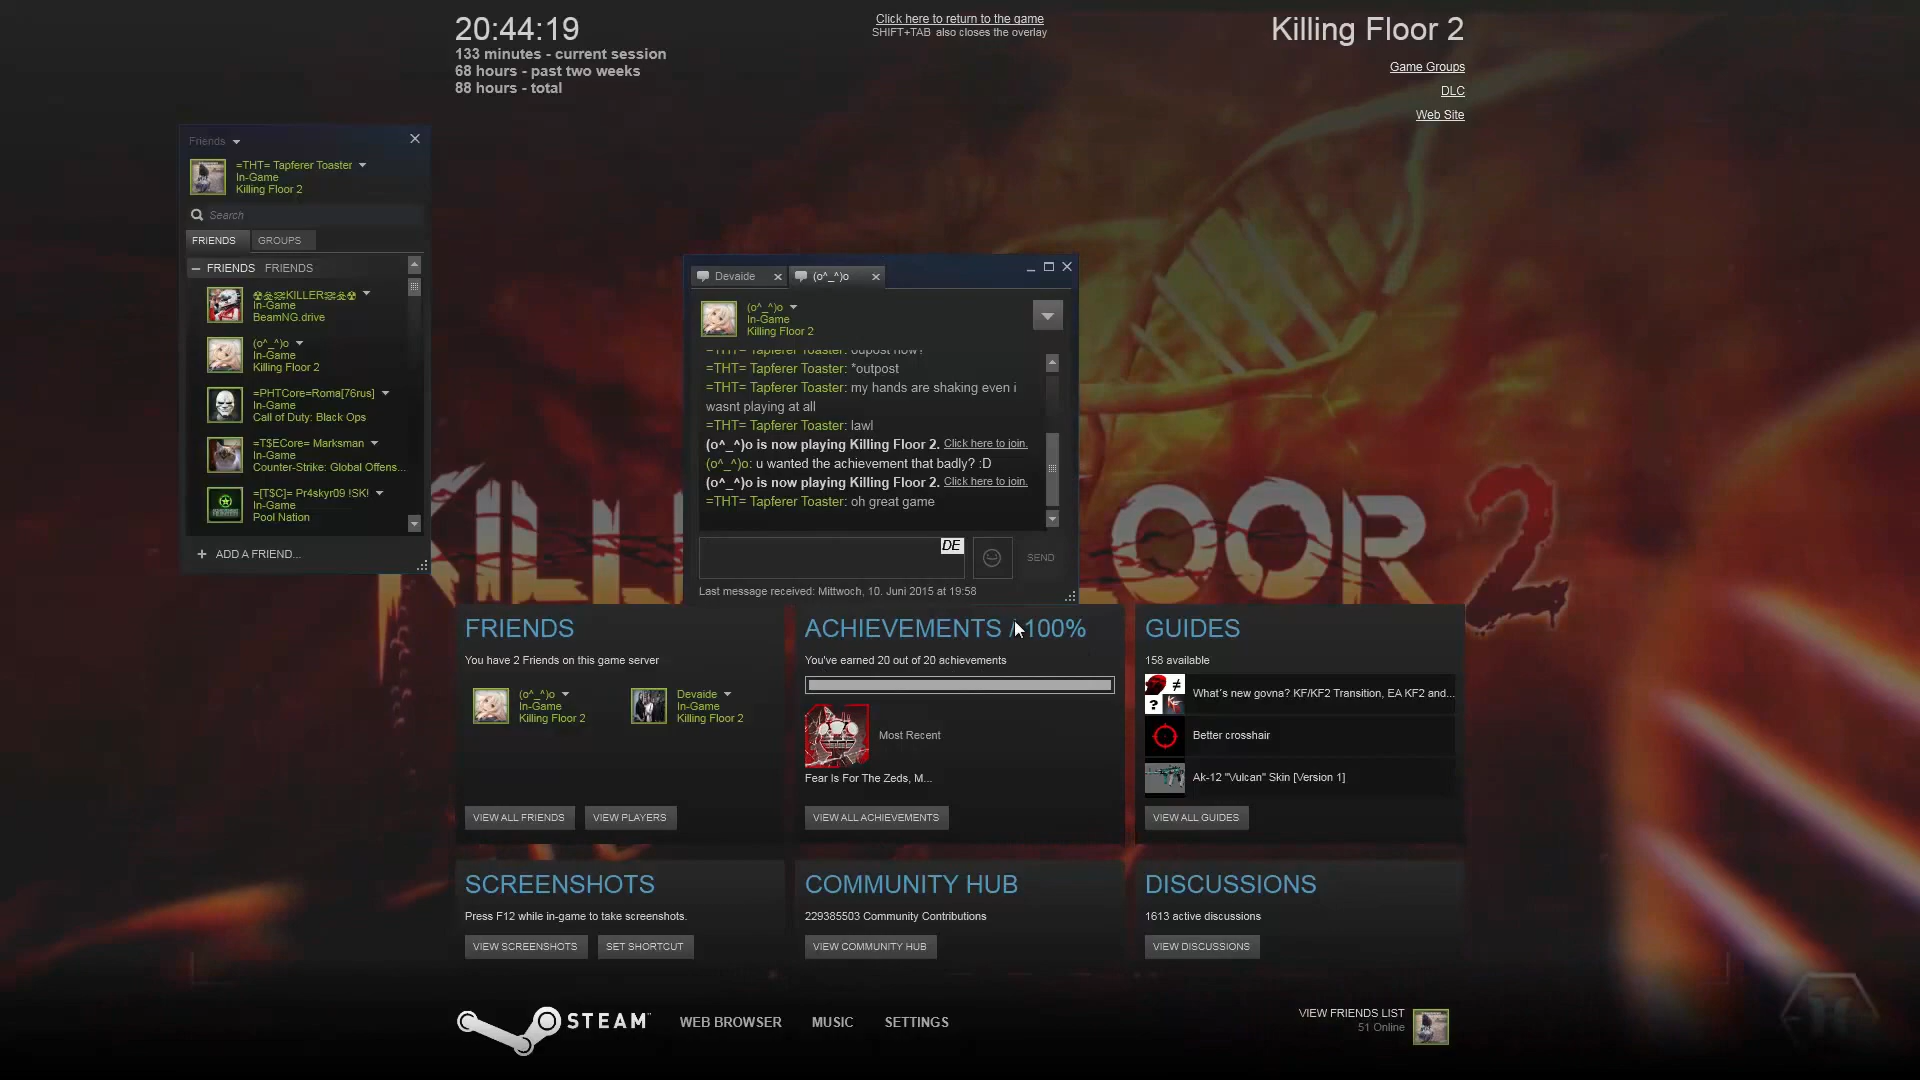 20:44:19
133 minutes - current session
68 hours - past two weeks
88 hours - total
Click here to return to the game
SHIFT+TAB also closes the overlay
Killing Floor 2
Game Groups
DLC
Web Site
Friends
=THT= Tapferer Toaster
In-Game
Killing Floor 2
Search
FRIENDS GROUPS
FRIENDS FRIENDS
☢☣KILLER☣☢
In-Game
BeamNG.drive
(o^_^)o
In-Game
Killing Floor 2
=PHTCore=Roma[76rus]
In-Game
Call of Duty: Black Ops
=T$ECore= Marksman
In-Game
Counter-Strike: Global Offens...
=[T$C]= Pr4skyr09 !SK!
In-Game
Pool Nation
+ ADD A FRIEND...
Devaide (o^_^)o
(o^_^)o
In-Game
Killing Floor 2
=THT= Tapferer Toaster: oupost now?
=THT= Tapferer Toaster: *outpost
=THT= Tapferer Toaster: my hands are shaking even i
wasnt playing at all
=THT= Tapferer Toaster: lawl
(o^_^)o is now playing Killing Floor 2. Click here to join.
(o^_^)o: u wanted the achievement that badly? :D
(o^_^)o is now playing Killing Floor 2. Click here to join.
=THT= Tapferer Toaster: oh great game
DE
SEND
Last message received: Mittwoch, 10. Juni 2015 at 19:58
KILLING FLOOR 2
FRIENDS
You have 2 Friends on this game server
(o^_^)o
In-Game
Killing Floor 2
Devaide
In-Game
Killing Floor 2
VIEW ALL FRIENDS VIEW PLAYERS
ACHIEVEMENTS / 100%
You've earned 20 out of 20 achievements
Most Recent
Fear Is For The Zeds, M...
VIEW ALL ACHIEVEMENTS
GUIDES
158 available
What's new govna? KF/KF2 Transition, EA KF2 and...
Better crosshair
Ak-12 "Vulcan" Skin [Version 1]
VIEW ALL GUIDES
SCREENSHOTS
Press F12 while in-game to take screenshots.
VIEW SCREENSHOTS SET SHORTCUT
COMMUNITY HUB
229385503 Community Contributions
VIEW COMMUNITY HUB
DISCUSSIONS
1613 active discussions
VIEW DISCUSSIONS
STEAM WEB BROWSER MUSIC SETTINGS
VIEW FRIENDS LIST
51 Online